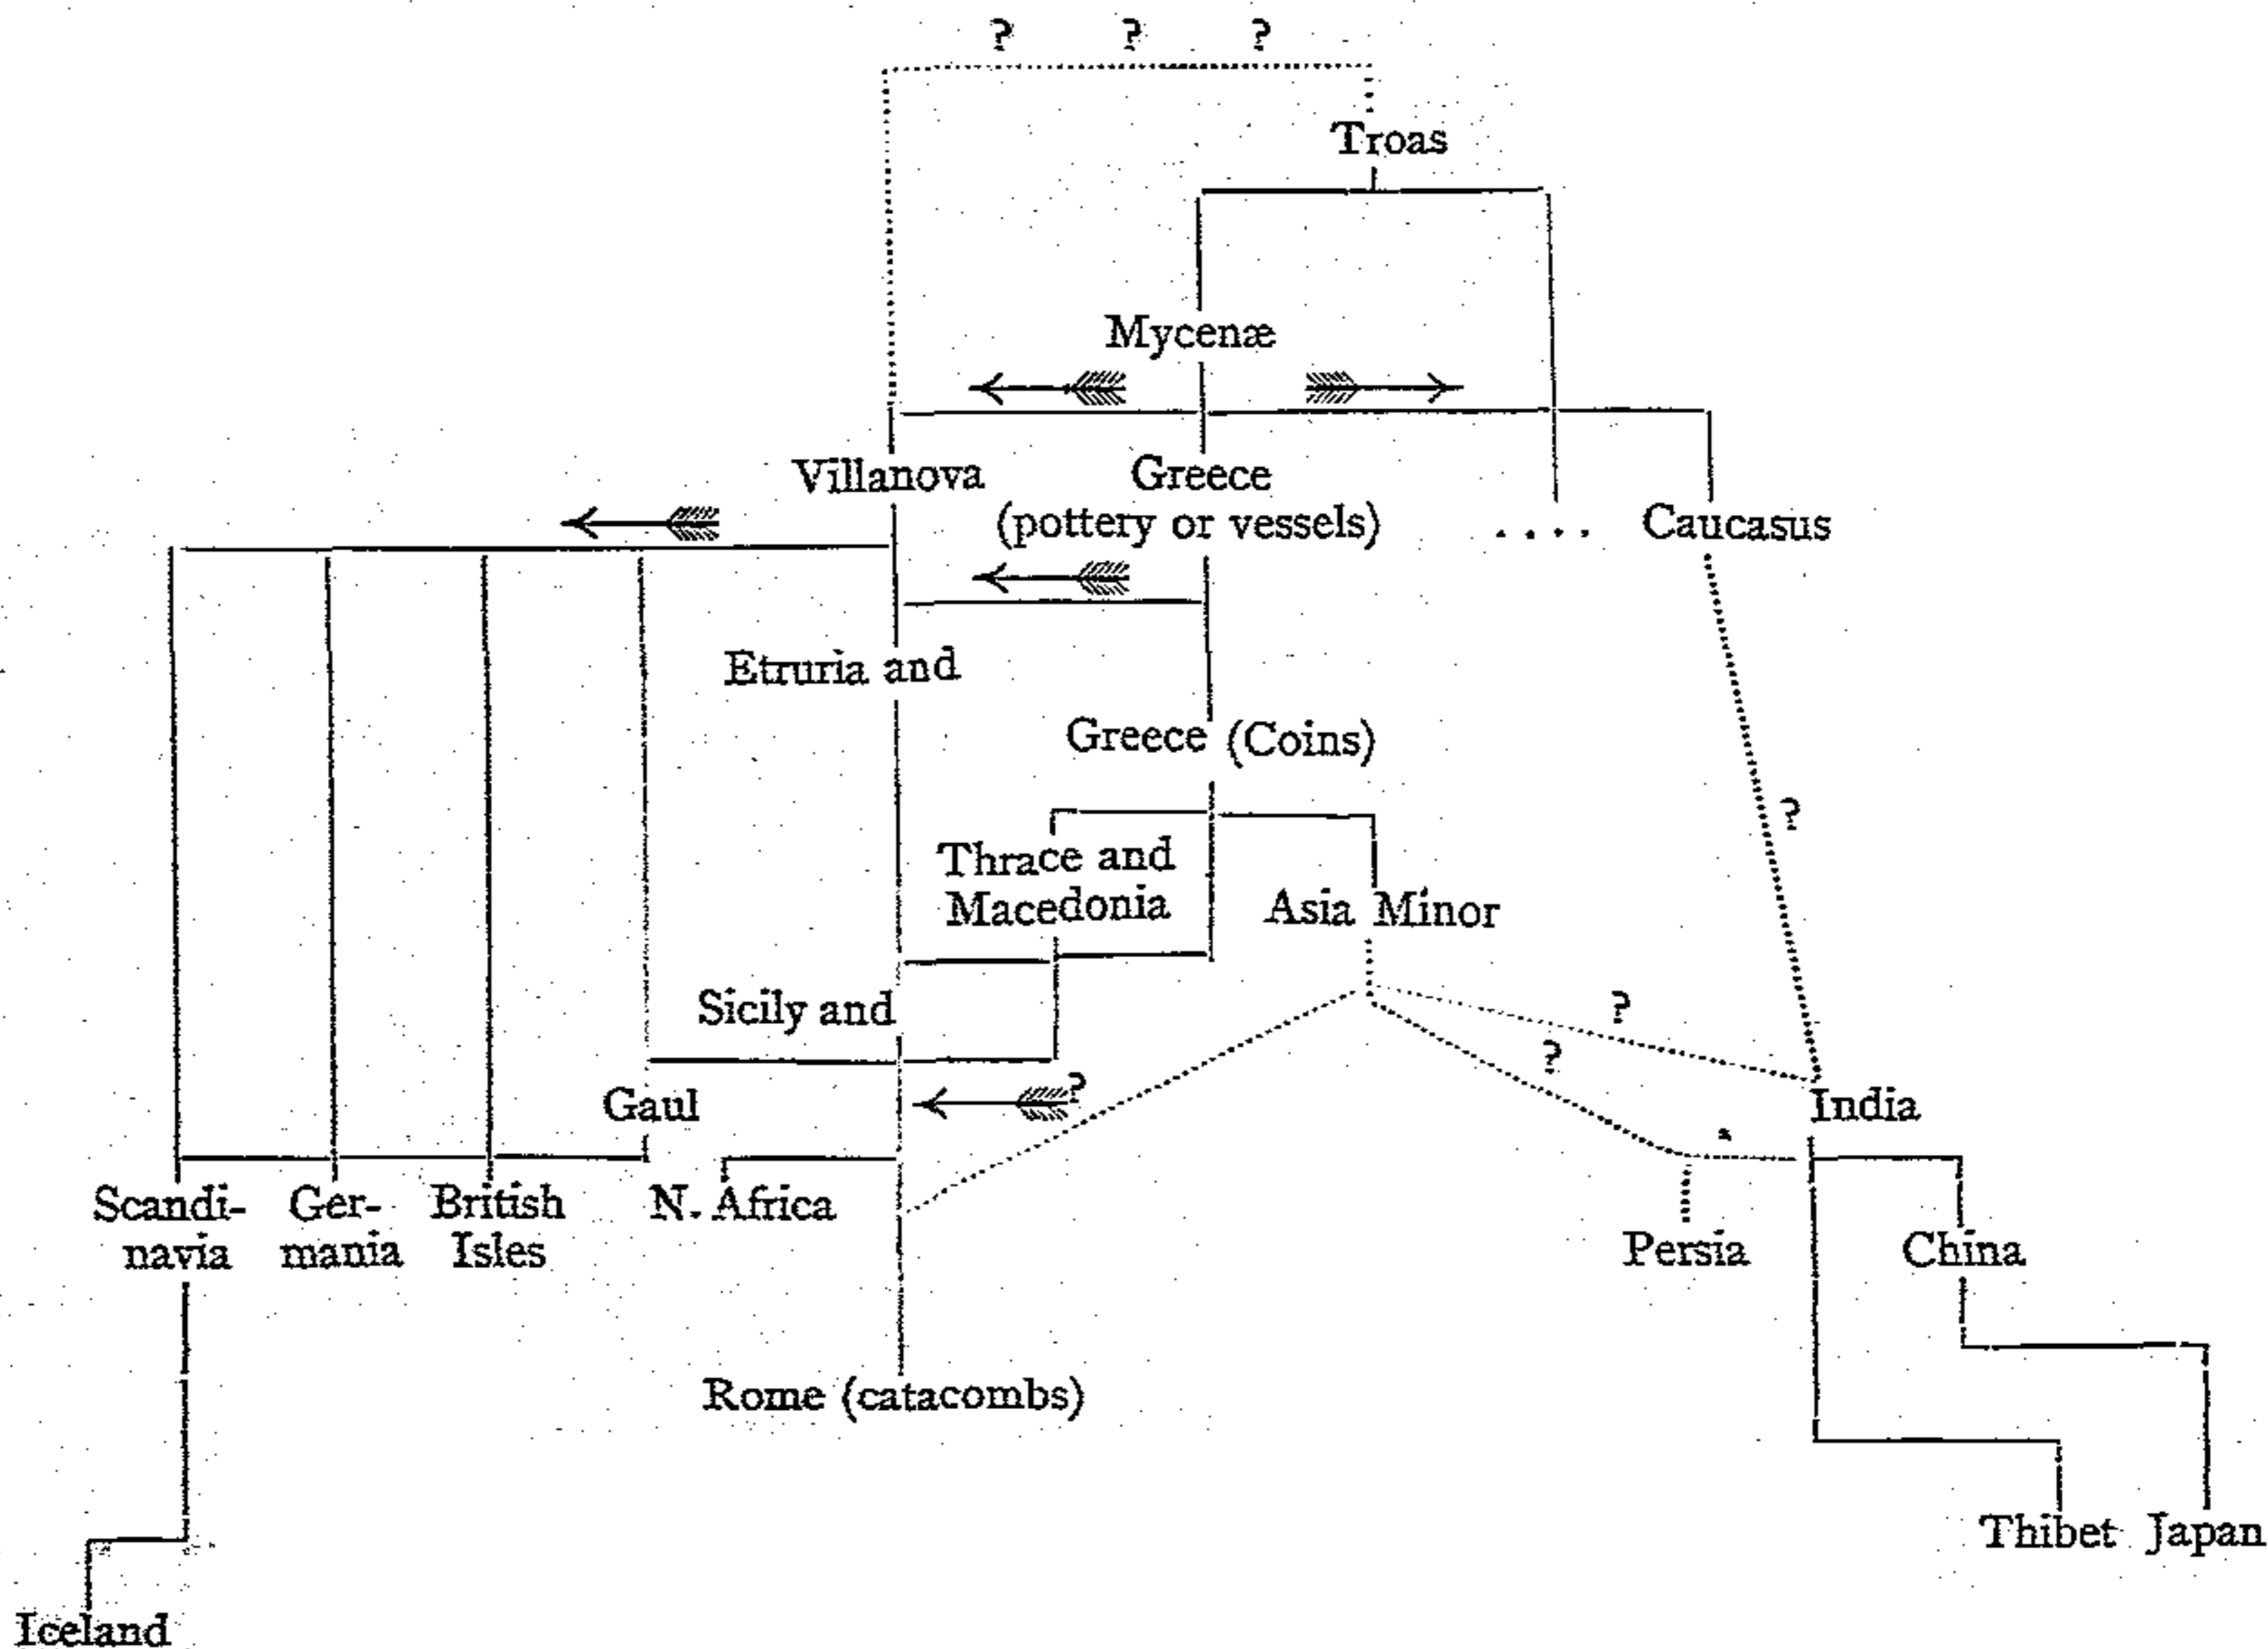 ? ? ?
Troas
Mycenæ
Villanova
Greece
(pottery or vessels)
. . . .
Caucasus
Etruria and
Greece (Coins)
?
Thrace and
Macedonia
Asia Minor
Sicily and
?
?
?
Gaul
India
Scandi-
navia
Ger-
mania
British
Isles
N. Africa
Persia
China
Rome (catacombs)
Thibet
Japan
Iceland